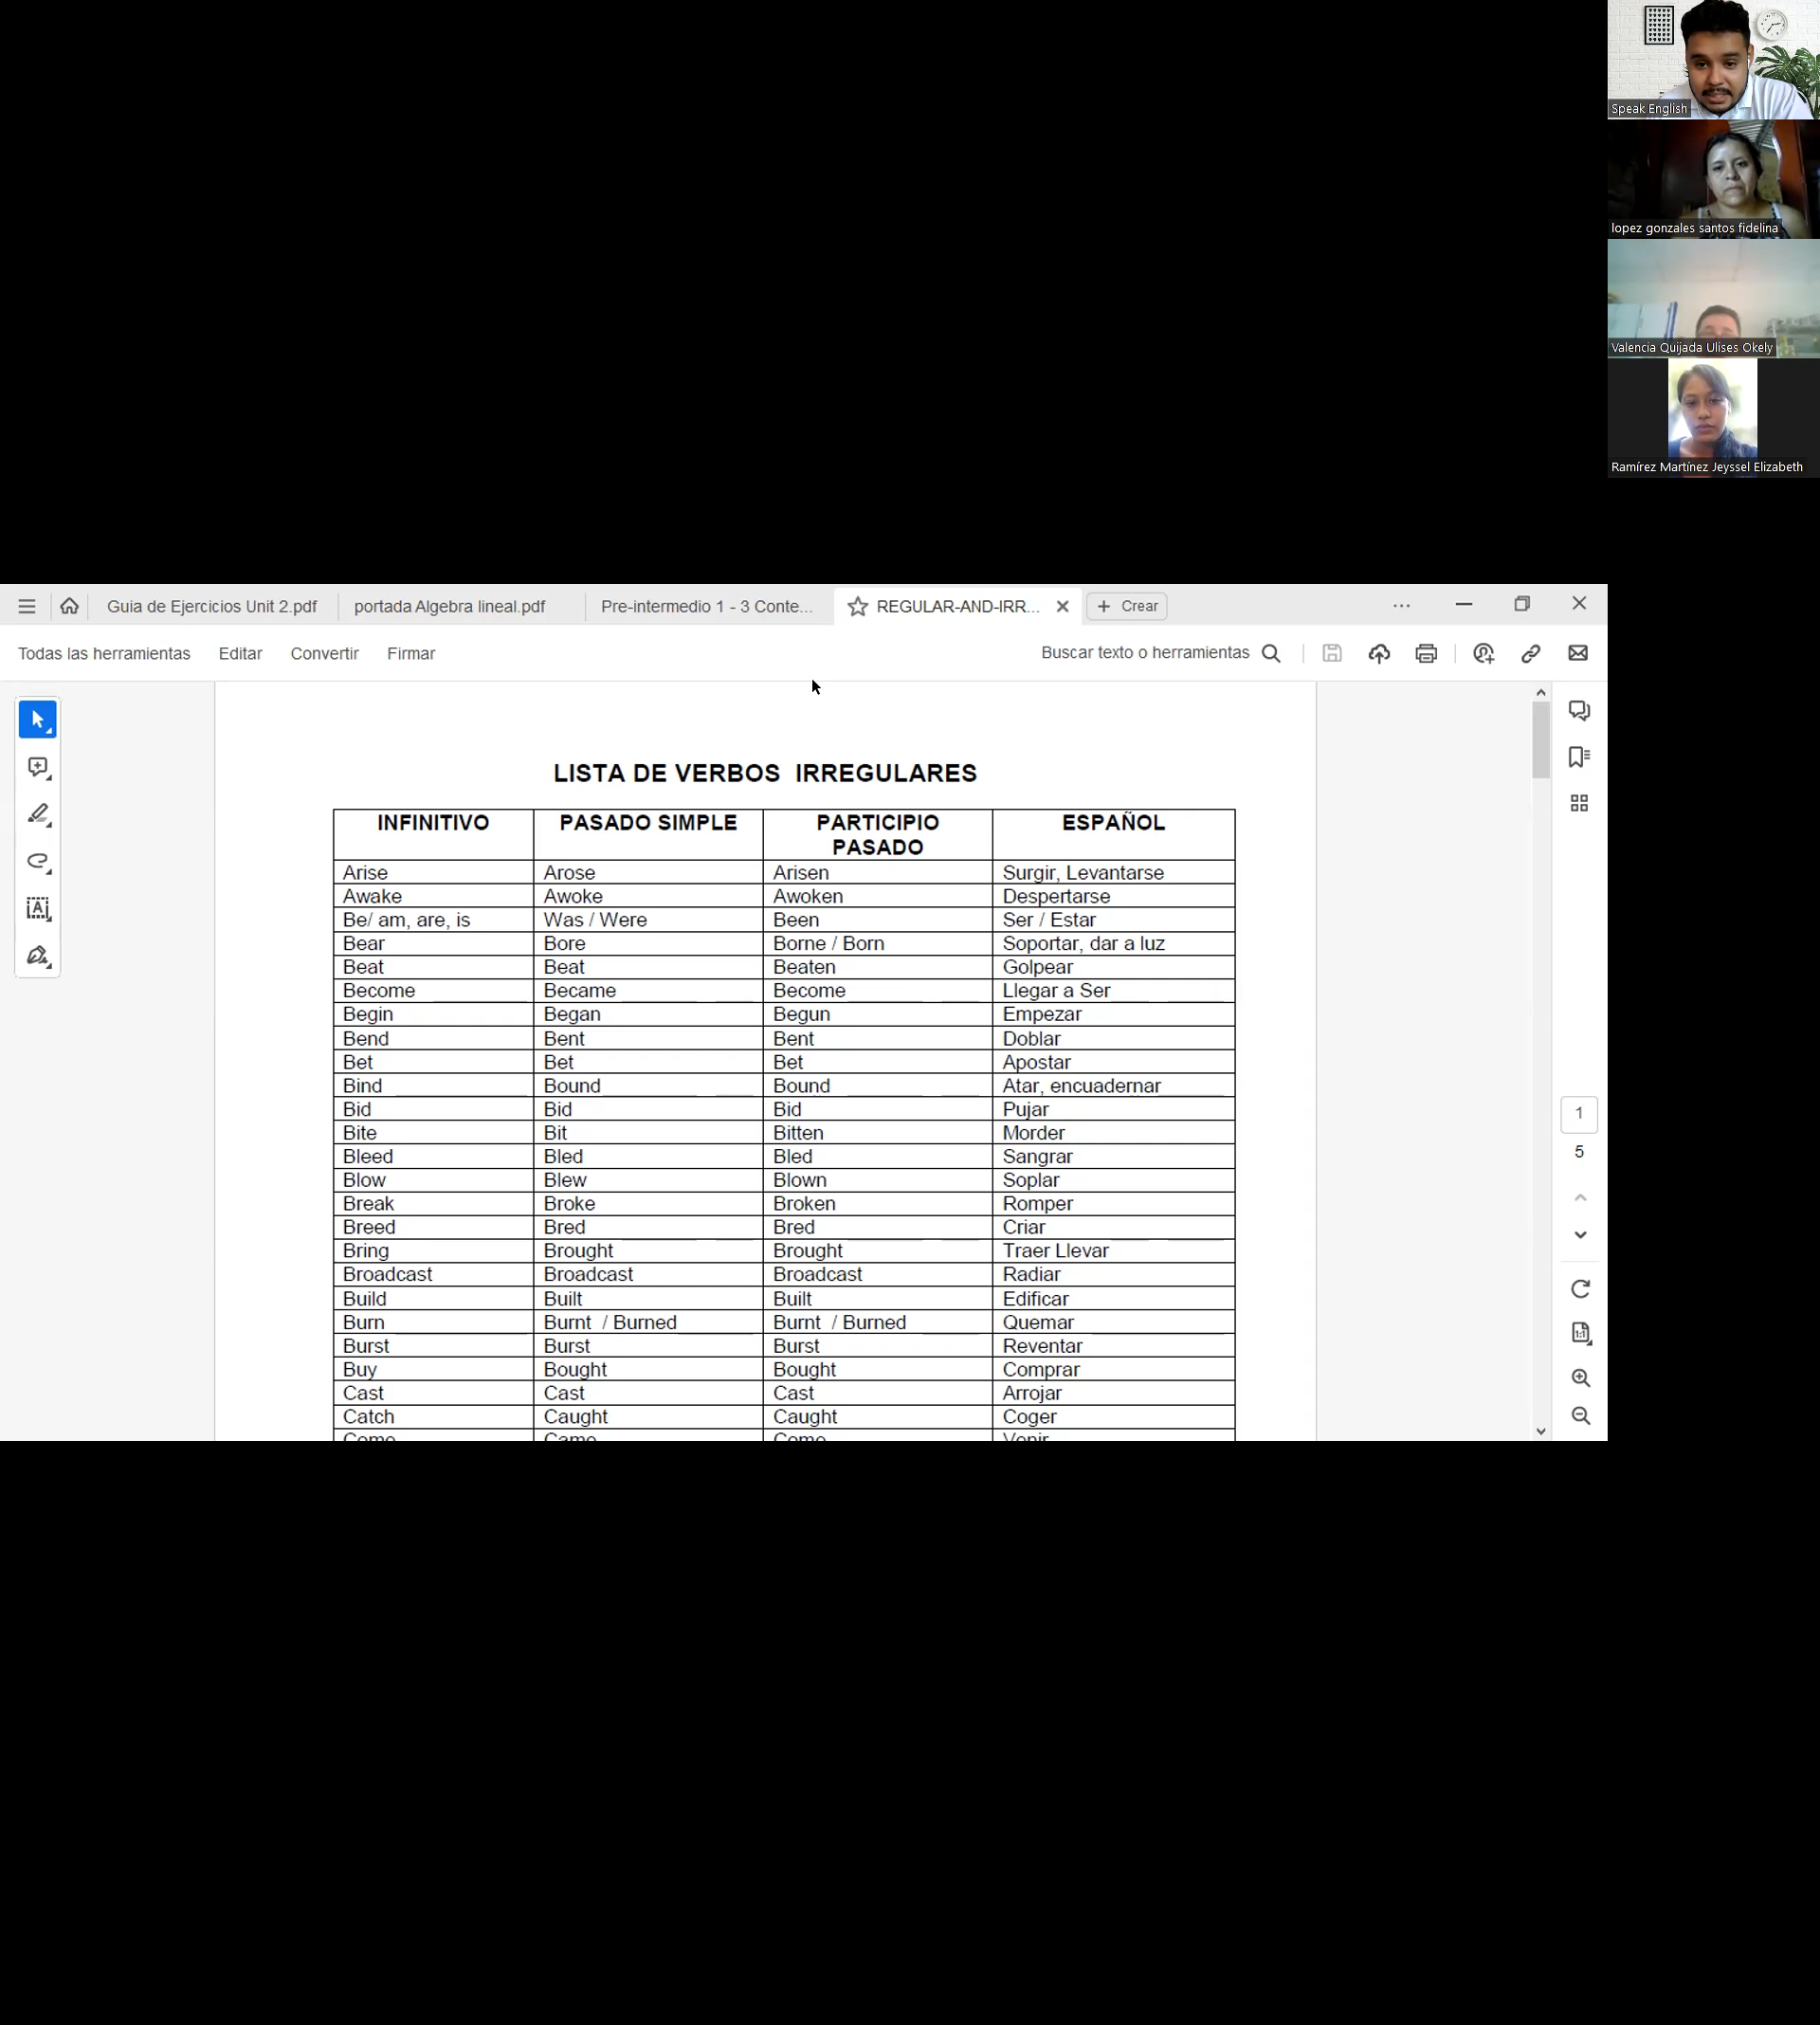 Speak English
lopez gonzales santos fidelina
Valencia Quijada Ulises Okely
Ramírez Martínez Jeyssel Elizabeth
Guia de Ejercicios Unit 2.pdf portada Algebra lineal.pdf Pre-intermedio 1 - 3 Conte... REGULAR-AND-IRR... + Crear
Todas las herramientas Editar Convertir Firmar Buscar texto o herramientas
LISTA DE VERBOS IRREGULARES
INFINITIVO PASADO SIMPLE PARTICIPIO PASADO ESPAÑOL
Arise Arose Arisen Surgir, Levantarse
Awake Awoke Awoken Despertarse
Be/ am, are, is Was / Were Been Ser / Estar
Bear Bore Borne / Born Soportar, dar a luz
Beat Beat Beaten Golpear
Become Became Become Llegar a Ser
Begin Began Begun Empezar
Bend Bent Bent Doblar
Bet Bet Bet Apostar
Bind Bound Bound Atar, encuadernar
Bid Bid Bid Pujar
Bite Bit Bitten Morder
Bleed Bled Bled Sangrar
Blow Blew Blown Soplar
Break Broke Broken Romper
Breed Bred Bred Criar
Bring Brought Brought Traer Llevar
Broadcast Broadcast Broadcast Radiar
Build Built Built Edificar
Burn Burnt / Burned Burnt / Burned Quemar
Burst Burst Burst Reventar
Buy Bought Bought Comprar
Cast Cast Cast Arrojar
Catch Caught Caught Coger
Come Came Come Venir
1
5